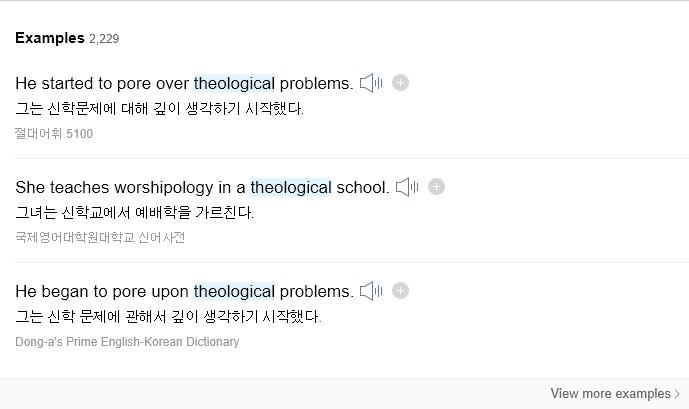 Examples 2,229
He started to pore over theological problems.
그는 신학문제에 대해 깊이 생각하기 시작했다.
절대어휘 5100
She teaches worshipology in a theological school.
그녀는 신학교에서 예배학을 가르친다.
국제영어대학원대학교 신어사전
He began to pore upon theological problems.
그는 신학 문제에 관해서 깊이 생각하기 시작했다.
Dong-a's Prime English-Korean Dictionary
View more examples